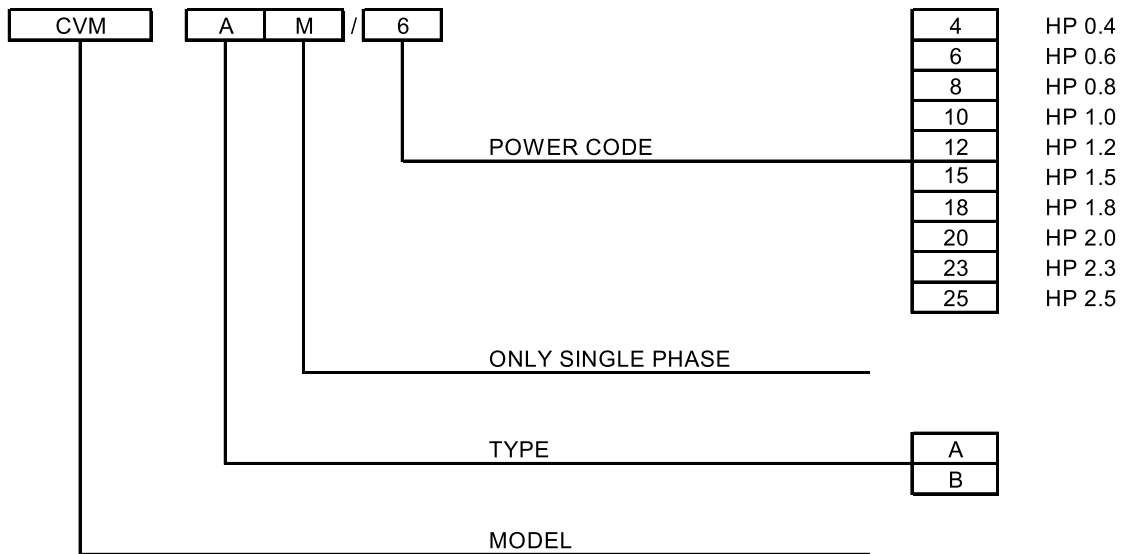 CVM A M / 6 4 HP 0.4
6 HP 0.6
8 HP 0.8
10 HP 1.0
POWER CODE 12 HP 1.2
15 HP 1.5
18 HP 1.8
20 HP 2.0
23 HP 2.3
25 HP 2.5
ONLY SINGLE PHASE
TYPE A
B
MODEL